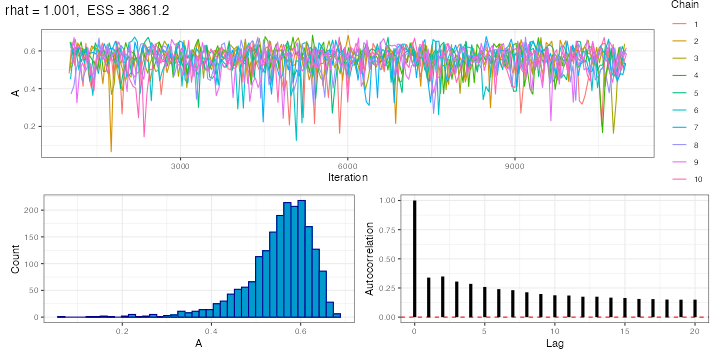 rhat = 1.001, ESS = 3861.2
Chain
1
2
3
4
5
6
7
8
9
10
A
0.6
0.4
0.2
3000 6000 9000
Iteration
Count
200
150
100
50
0
0.2 0.4 0.6
A
Autocorrelation
1.00
0.75
0.50
0.25
0.00
0 5 10 15 20
Lag